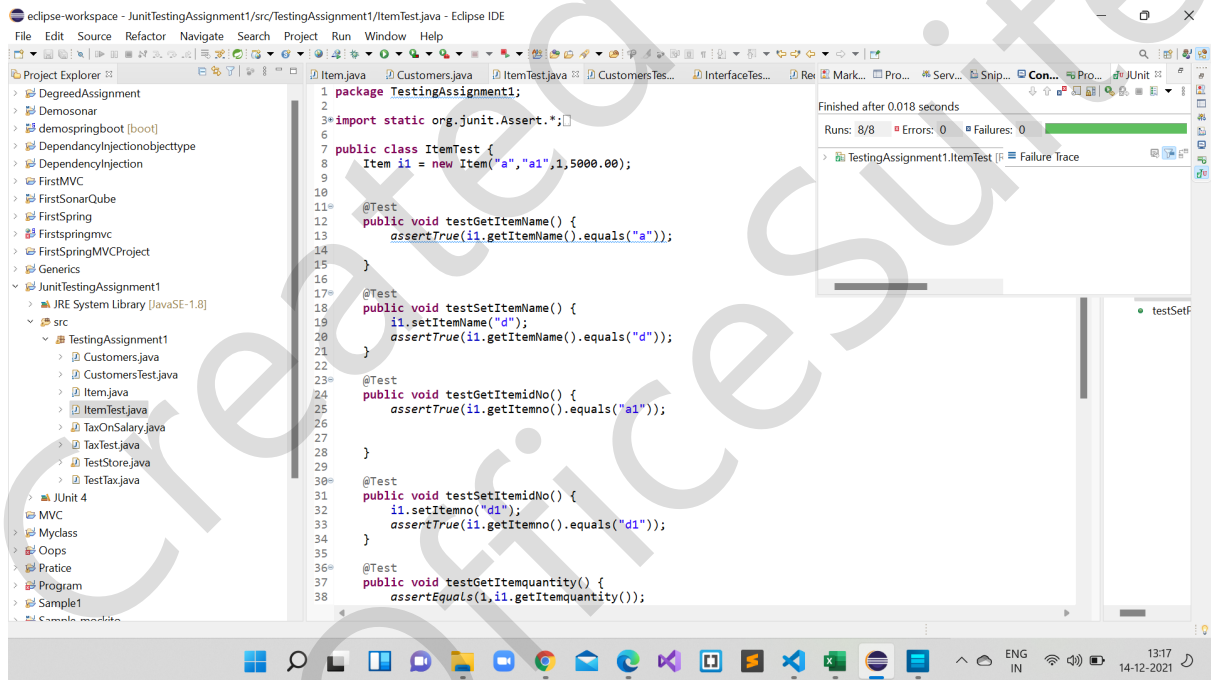 eclipse-workspace - JunitTestingAssignment1/src/TestingAssignment1/ItemTest.java - Eclipse IDE
File Edit Source Refactor Navigate Search Project Run Window Help
Project Explorer
DegreedAssignment
Demosonar
demospringboot [boot]
DependancyInjectionobjecttype
DependencyInjection
FirstMVC
FirstSonarQube
FirstSpring
Firstspringmvc
FirstSpringMVCProject
Generics
JunitTestingAssignment1
JRE System Library [JavaSE-1.8]
src
TestingAssignment1
Customers.java
CustomersTest.java
Item.java
ItemTest.java
TaxOnSalary.java
TaxTest.java
TestStore.java
TestTax.java
JUnit 4
MVC
Myclass
Oops
Pratice
Program
Sample1
Sample-mockito
Item.java Customers.java ItemTest.java CustomersTes... InterfaceTes... Re
1 package TestingAssignment1;
2
3 import static org.junit.Assert.*;
6
7 public class ItemTest {
8 Item i1 = new Item("a","a1",1,5000.00);
9
10
11 @Test
12 public void testGetItemName() {
13 assertTrue(i1.getItemName().equals("a"));
14
15 }
16
17 @Test
18 public void testSetItemName() {
19 i1.setItemName("d");
20 assertTrue(i1.getItemName().equals("d"));
21 }
22
23 @Test
24 public void testGetItemidNo() {
25 assertTrue(i1.getItemno().equals("a1"));
26
27
28 }
29
30 @Test
31 public void testSetItemidNo() {
32 i1.setItemno("d1");
33 assertTrue(i1.getItemno().equals("d1"));
34 }
35
36 @Test
37 public void testGetItemquantity() {
38 assertEquals(1,i1.getItemquantity());
Mark... Pro... Serv... Snip... Con... Pro... JUnit
Finished after 0.018 seconds
Runs: 8/8 Errors: 0 Failures: 0
TestingAssignment1.ItemTest [R Failure Trace
testSetP
ENG
IN
13:17
14-12-2021
Created
OfficeSuite